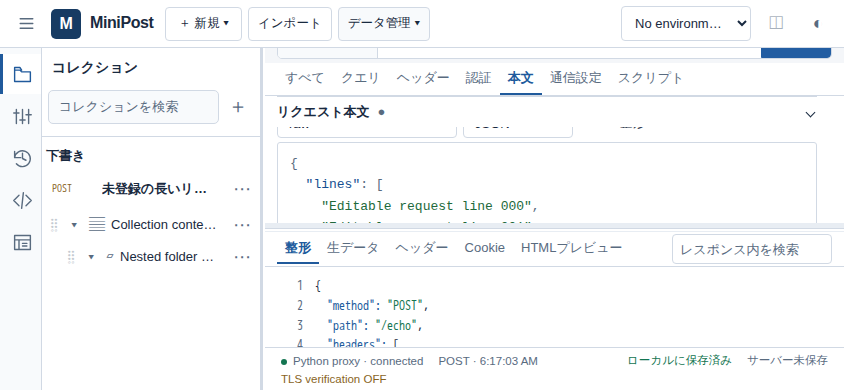 M MiniPost ＋ 新規 ▾ インポート データ管理 ▾ No environm…
コレクション
コレクションを検索 ＋
下書き
POST 未登録の長いリ… ···
Collection conte… ···
Nested folder … ···
すべて クエリ ヘッダー 認証 本文 通信設定 スクリプト
リクエスト本文
{
"lines": [
"Editable request line 000",
整形 生データ ヘッダー Cookie HTMLプレビュー レスポンス内を検索
1 {
2 "method": "POST",
3 "path": "/echo",
4 "headers": [
Python proxy · connected POST · 6:17:03 AM ローカルに保存済み サーバー未保存
TLS verification OFF